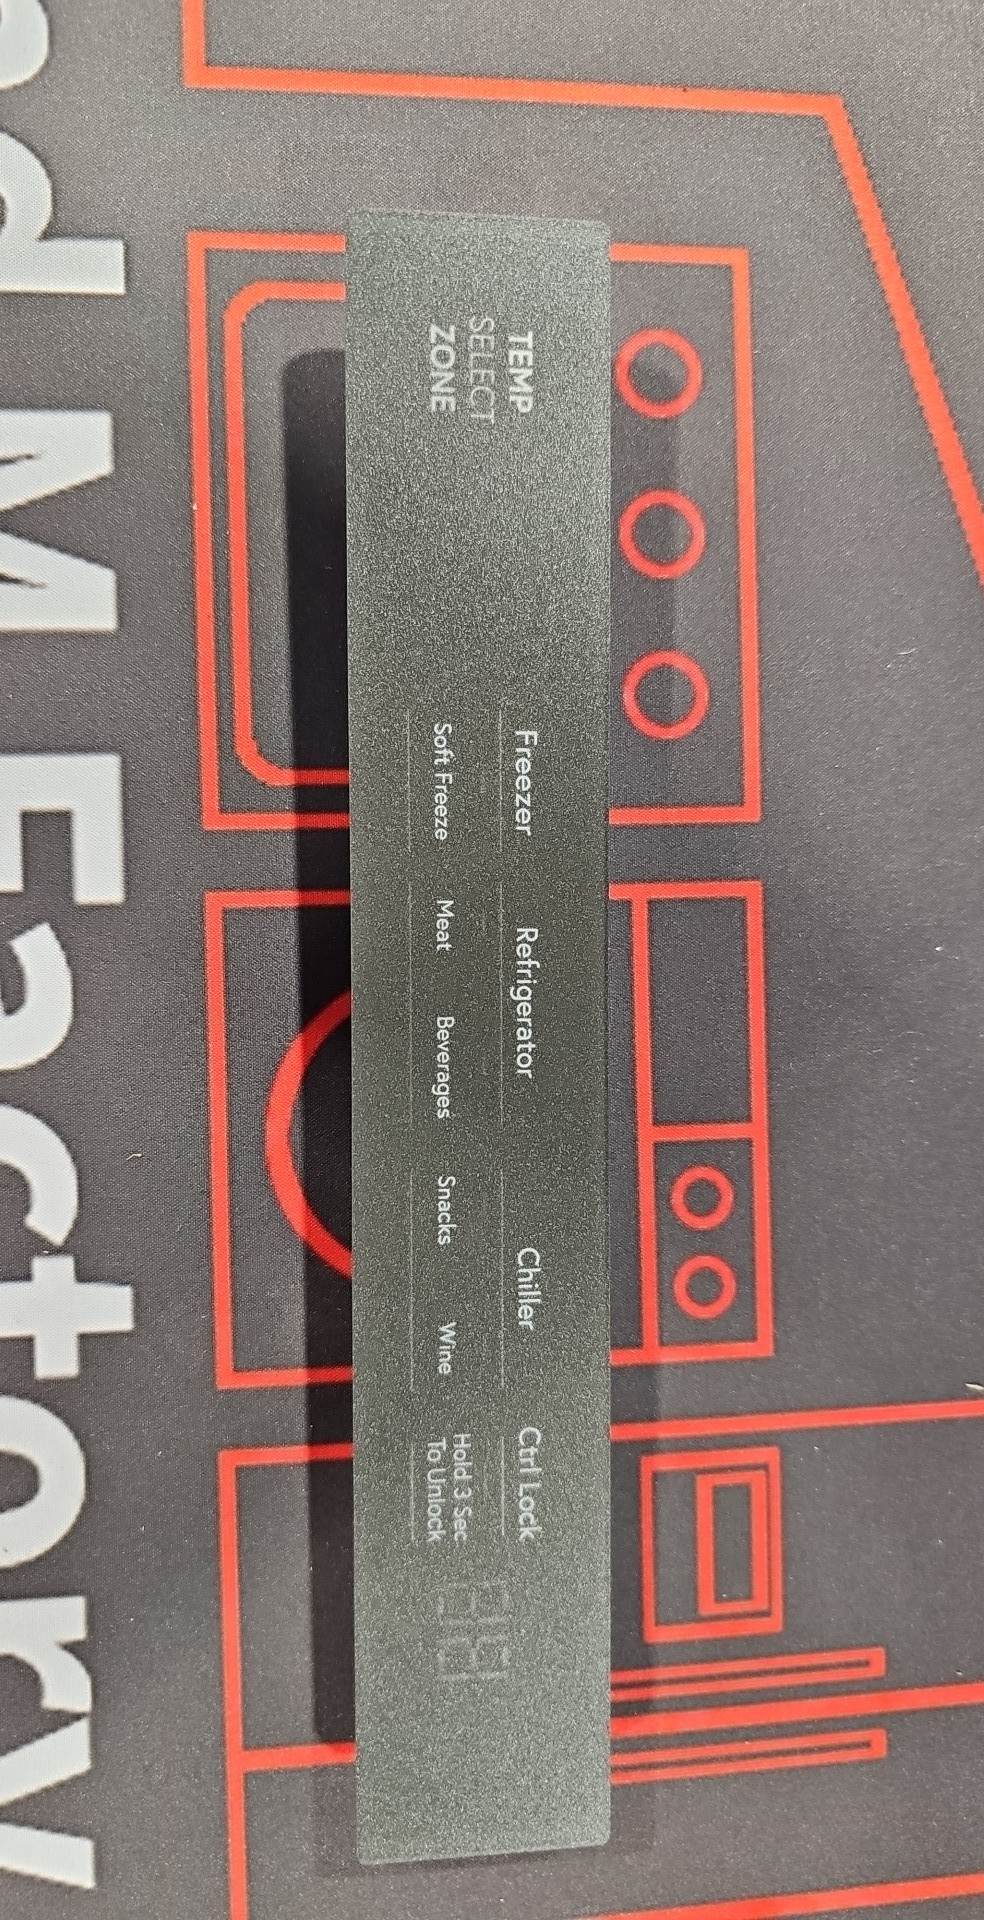 TEMP
SELECT
ZONE
Freezer
Refrigerator
Chiller
Ctrl Lock
Soft Freeze
Meat
Beverages
Snacks
Wine
Hold 3 Sec
To Unlock